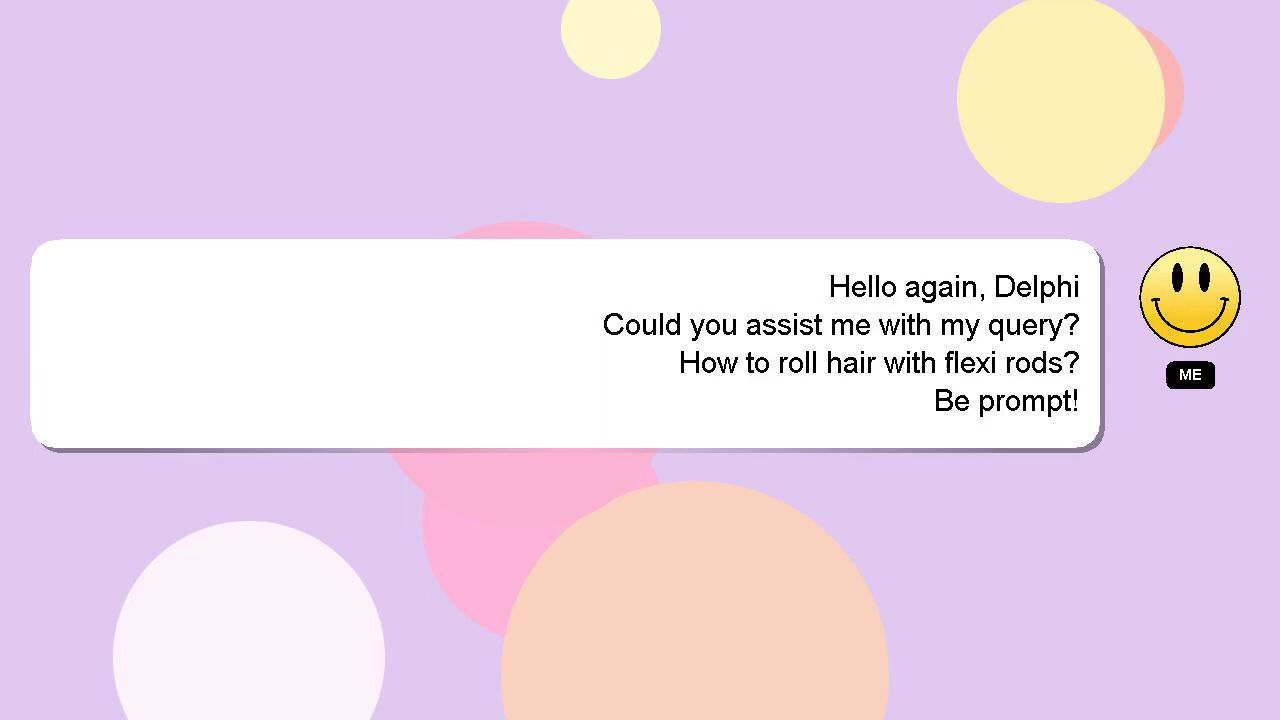 Hello again, Delphi
Could you assist me with my query?
How to roll hair with flexi rods?
Be prompt!
ME